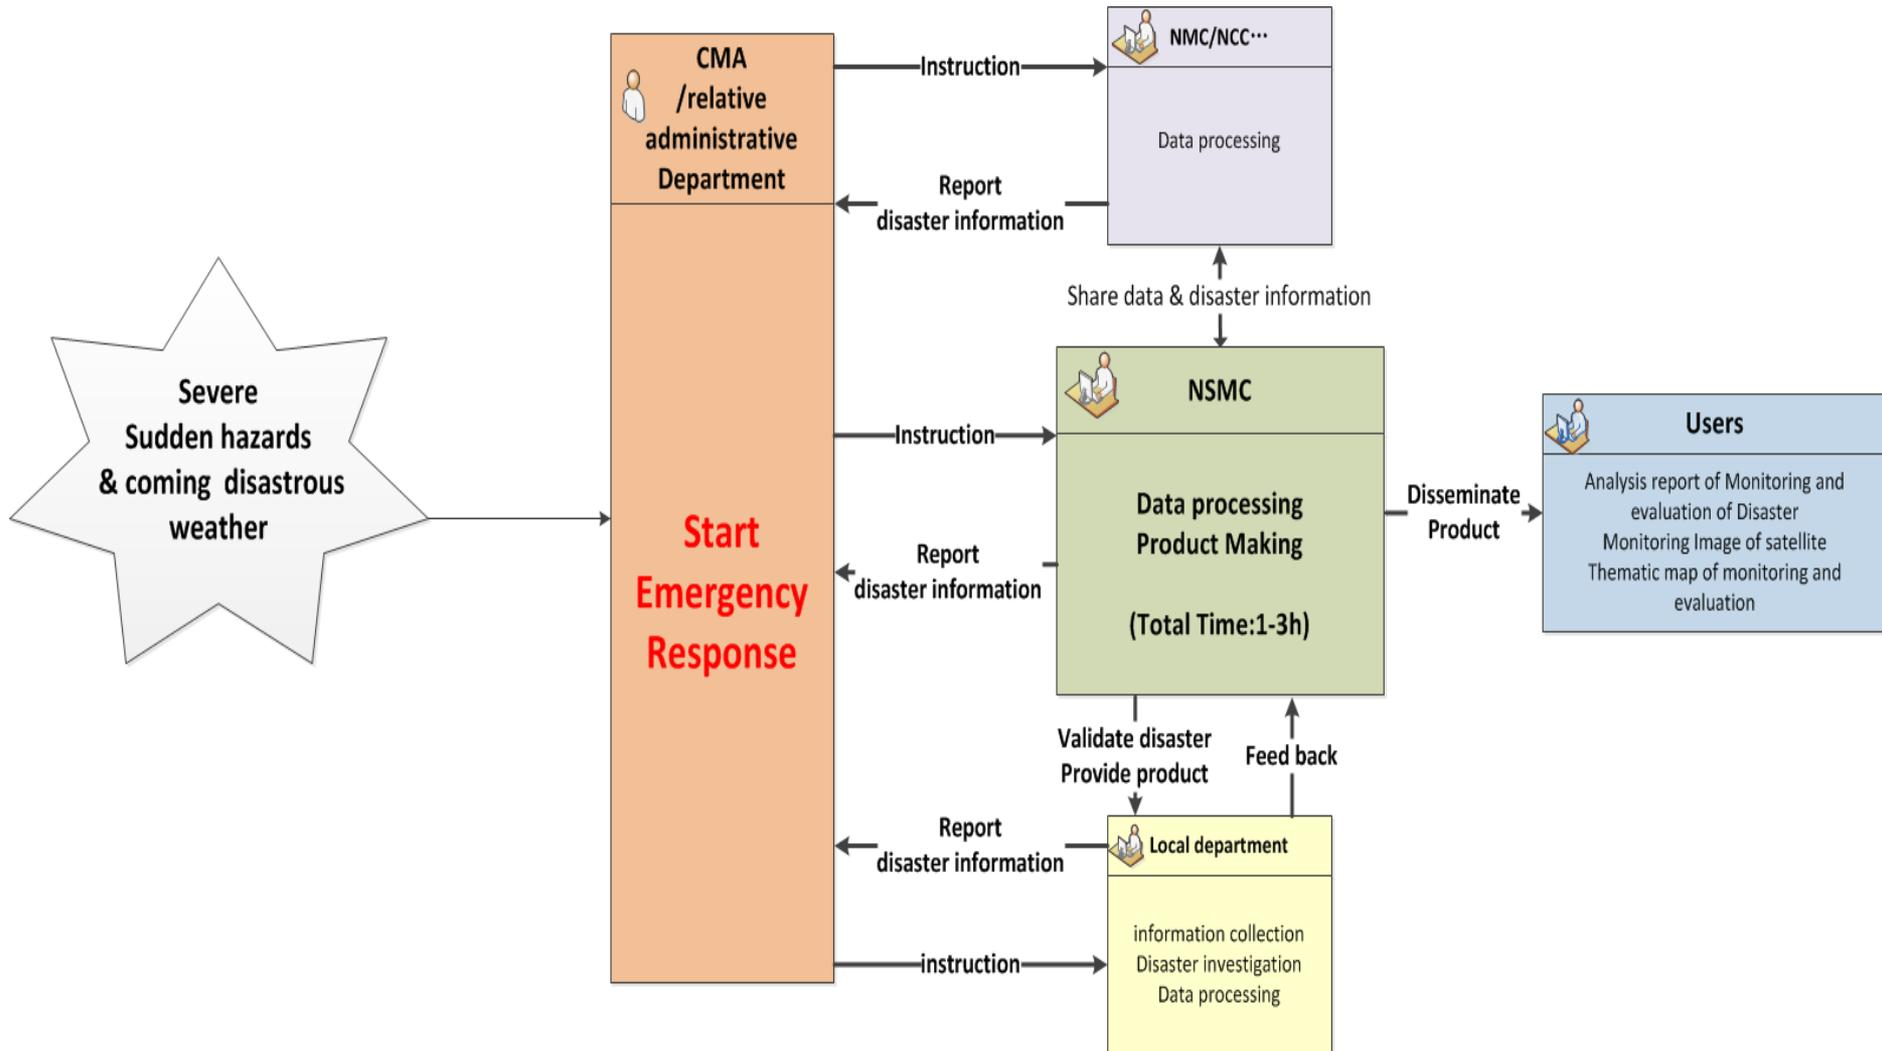 Severe
Sudden hazards
& coming disastrous
weather
CMA
/relative
administrative
Department
Start
Emergency
Response
Instruction
Report
disaster information
NMC/NCC···
Data processing
Share data & disaster information
Instruction
Report
disaster information
NSMC
Data processing
Product Making
(Total Time:1-3h)
Disseminate
Product
Users
Analysis report of Monitoring and
evaluation of Disaster
Monitoring Image of satellite
Thematic map of monitoring and
evaluation
Validate disaster
Provide product
Feed back
Report
disaster information
instruction
Local department
information collection
Disaster investigation
Data processing